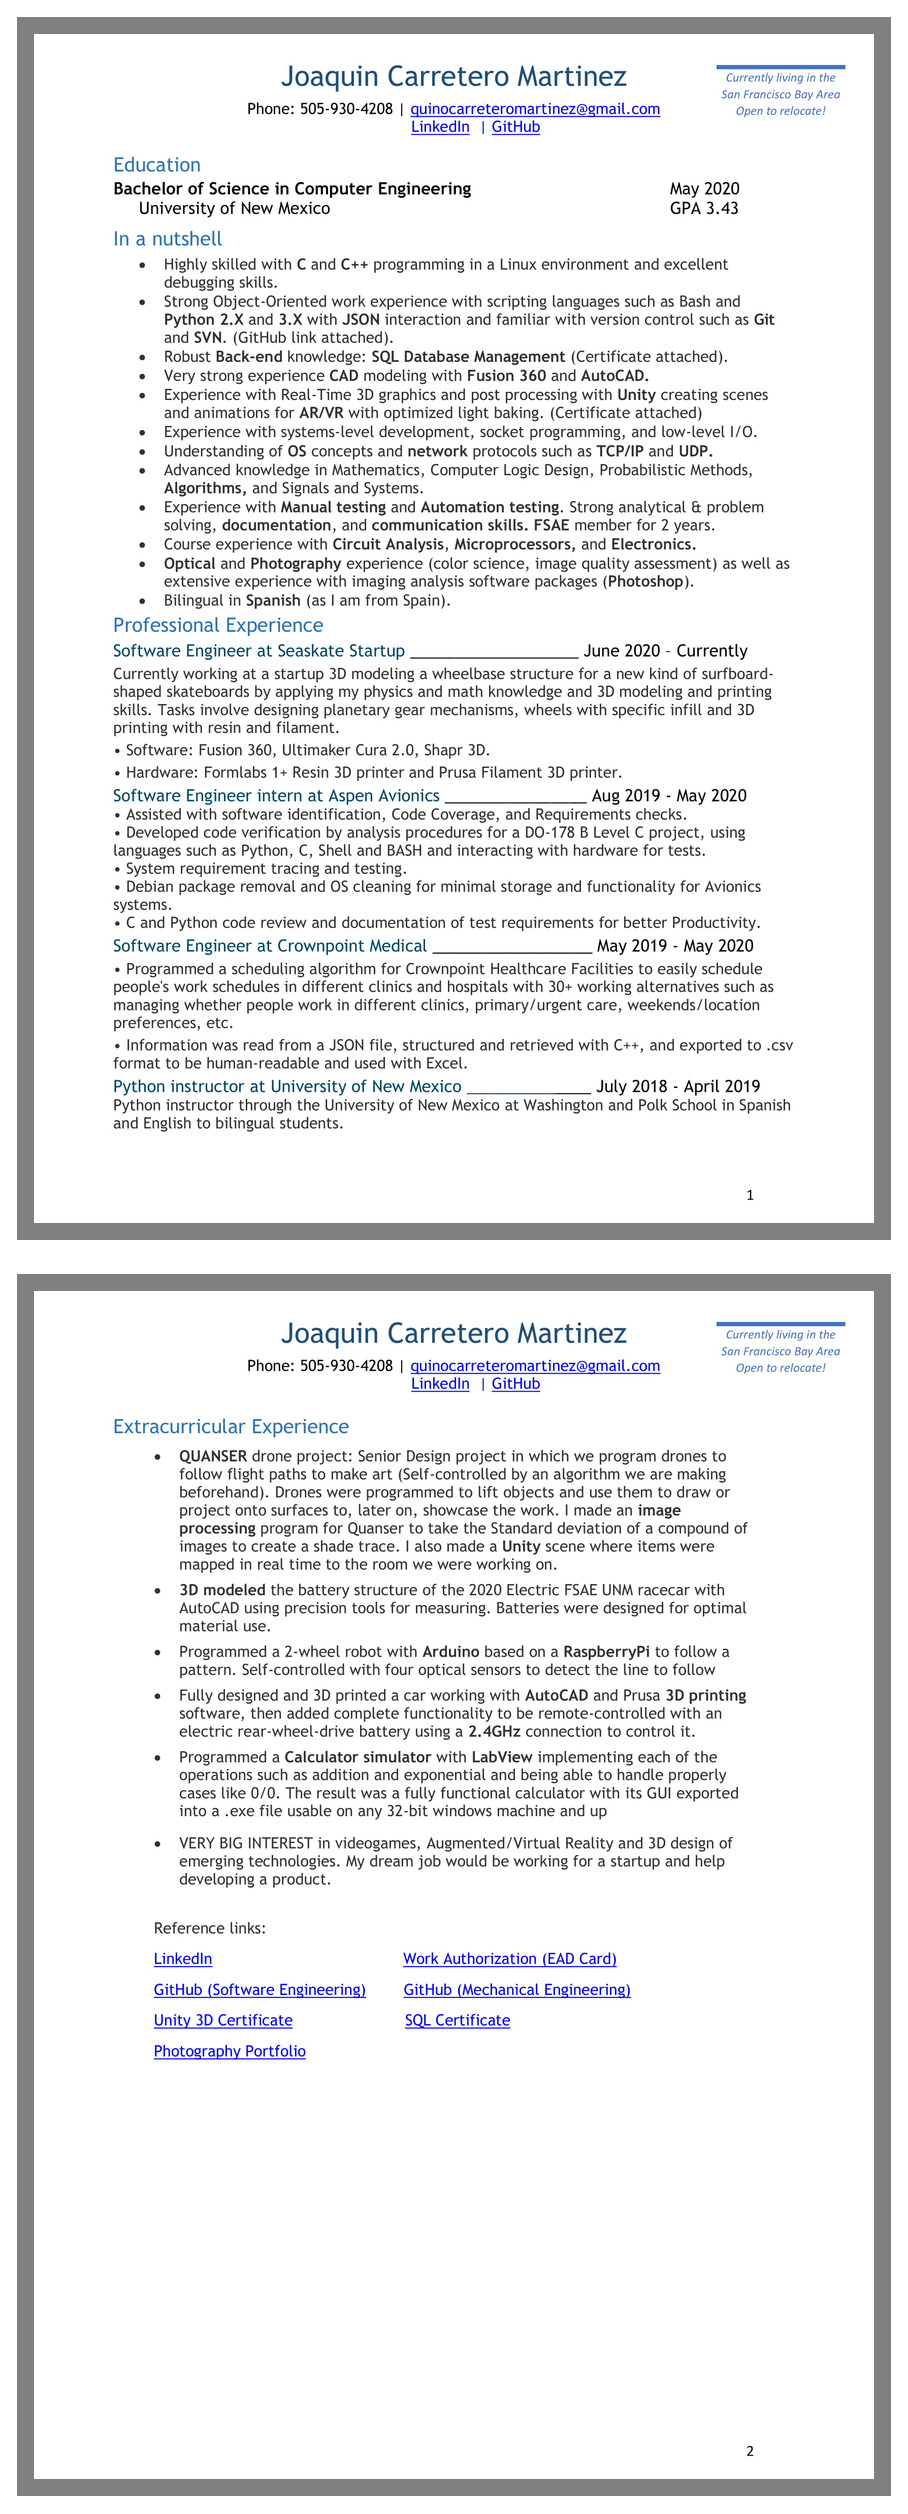 Joaquin Carretero Martinez
Currently living in the
San Francisco Bay Area
Open to relocate!
Phone: 505-930-4208 | quinocarreteromartinez@gmail.com
LinkedIn | GitHub
Education
Bachelor of Science in Computer Engineering May 2020
University of New Mexico GPA 3.43
In a nutshell
• Highly skilled with C and C++ programming in a Linux environment and excellent
debugging skills.
• Strong Object-Oriented work experience with scripting languages such as Bash and
Python 2.X and 3.X with JSON interaction and familiar with version control such as Git
and SVN. (GitHub link attached).
• Robust Back-end knowledge: SQL Database Management (Certificate attached).
• Very strong experience CAD modeling with Fusion 360 and AutoCAD.
• Experience with Real-Time 3D graphics and post processing with Unity creating scenes
and animations for AR/VR with optimized light baking. (Certificate attached)
• Experience with systems-level development, socket programming, and low-level I/O.
• Understanding of OS concepts and network protocols such as TCP/IP and UDP.
• Advanced knowledge in Mathematics, Computer Logic Design, Probabilistic Methods,
Algorithms, and Signals and Systems.
• Experience with Manual testing and Automation testing. Strong analytical & problem
solving, documentation, and communication skills. FSAE member for 2 years.
• Course experience with Circuit Analysis, Microprocessors, and Electronics.
• Optical and Photography experience (color science, image quality assessment) as well as
extensive experience with imaging analysis software packages (Photoshop).
• Bilingual in Spanish (as I am from Spain).
Professional Experience
Software Engineer at Seaskate Startup ___________________ June 2020 – Currently
Currently working at a startup 3D modeling a wheelbase structure for a new kind of surfboard-
shaped skateboards by applying my physics and math knowledge and 3D modeling and printing
skills. Tasks involve designing planetary gear mechanisms, wheels with specific infill and 3D
printing with resin and filament.
• Software: Fusion 360, Ultimaker Cura 2.0, Shapr 3D.
• Hardware: Formlabs 1+ Resin 3D printer and Prusa Filament 3D printer.
Software Engineer intern at Aspen Avionics ________________ Aug 2019 - May 2020
• Assisted with software identification, Code Coverage, and Requirements checks.
• Developed code verification by analysis procedures for a DO-178 B Level C project, using
languages such as Python, C, Shell and BASH and interacting with hardware for tests.
• System requirement tracing and testing.
• Debian package removal and OS cleaning for minimal storage and functionality for Avionics
systems.
• C and Python code review and documentation of test requirements for better Productivity.
Software Engineer at Crownpoint Medical __________________ May 2019 - May 2020
• Programmed a scheduling algorithm for Crownpoint Healthcare Facilities to easily schedule
people's work schedules in different clinics and hospitals with 30+ working alternatives such as
managing whether people work in different clinics, primary/urgent care, weekends/location
preferences, etc.
• Information was read from a JSON file, structured and retrieved with C++, and exported to .csv
format to be human-readable and used with Excel.
Python instructor at University of New Mexico ______________ July 2018 - April 2019
Python instructor through the University of New Mexico at Washington and Polk School in Spanish
and English to bilingual students.
1
Joaquin Carretero Martinez
Currently living in the
San Francisco Bay Area
Open to relocate!
Phone: 505-930-4208 | quinocarreteromartinez@gmail.com
LinkedIn | GitHub
Extracurricular Experience
• QUANSER drone project: Senior Design project in which we program drones to
follow flight paths to make art (Self-controlled by an algorithm we are making
beforehand). Drones were programmed to lift objects and use them to draw or
project onto surfaces to, later on, showcase the work. I made an image
processing program for Quanser to take the Standard deviation of a compound of
images to create a shade trace. I also made a Unity scene where items were
mapped in real time to the room we were working on.
• 3D modeled the battery structure of the 2020 Electric FSAE UNM racecar with
AutoCAD using precision tools for measuring. Batteries were designed for optimal
material use.
• Programmed a 2-wheel robot with Arduino based on a RaspberryPi to follow a
pattern. Self-controlled with four optical sensors to detect the line to follow
• Fully designed and 3D printed a car working with AutoCAD and Prusa 3D printing
software, then added complete functionality to be remote-controlled with an
electric rear-wheel-drive battery using a 2.4GHz connection to control it.
• Programmed a Calculator simulator with LabView implementing each of the
operations such as addition and exponential and being able to handle properly
cases like 0/0. The result was a fully functional calculator with its GUI exported
into a .exe file usable on any 32-bit windows machine and up
• VERY BIG INTEREST in videogames, Augmented/Virtual Reality and 3D design of
emerging technologies. My dream job would be working for a startup and help
developing a product.
Reference links:
LinkedIn Work Authorization (EAD Card)
GitHub (Software Engineering) GitHub (Mechanical Engineering)
Unity 3D Certificate SQL Certificate
Photography Portfolio
2